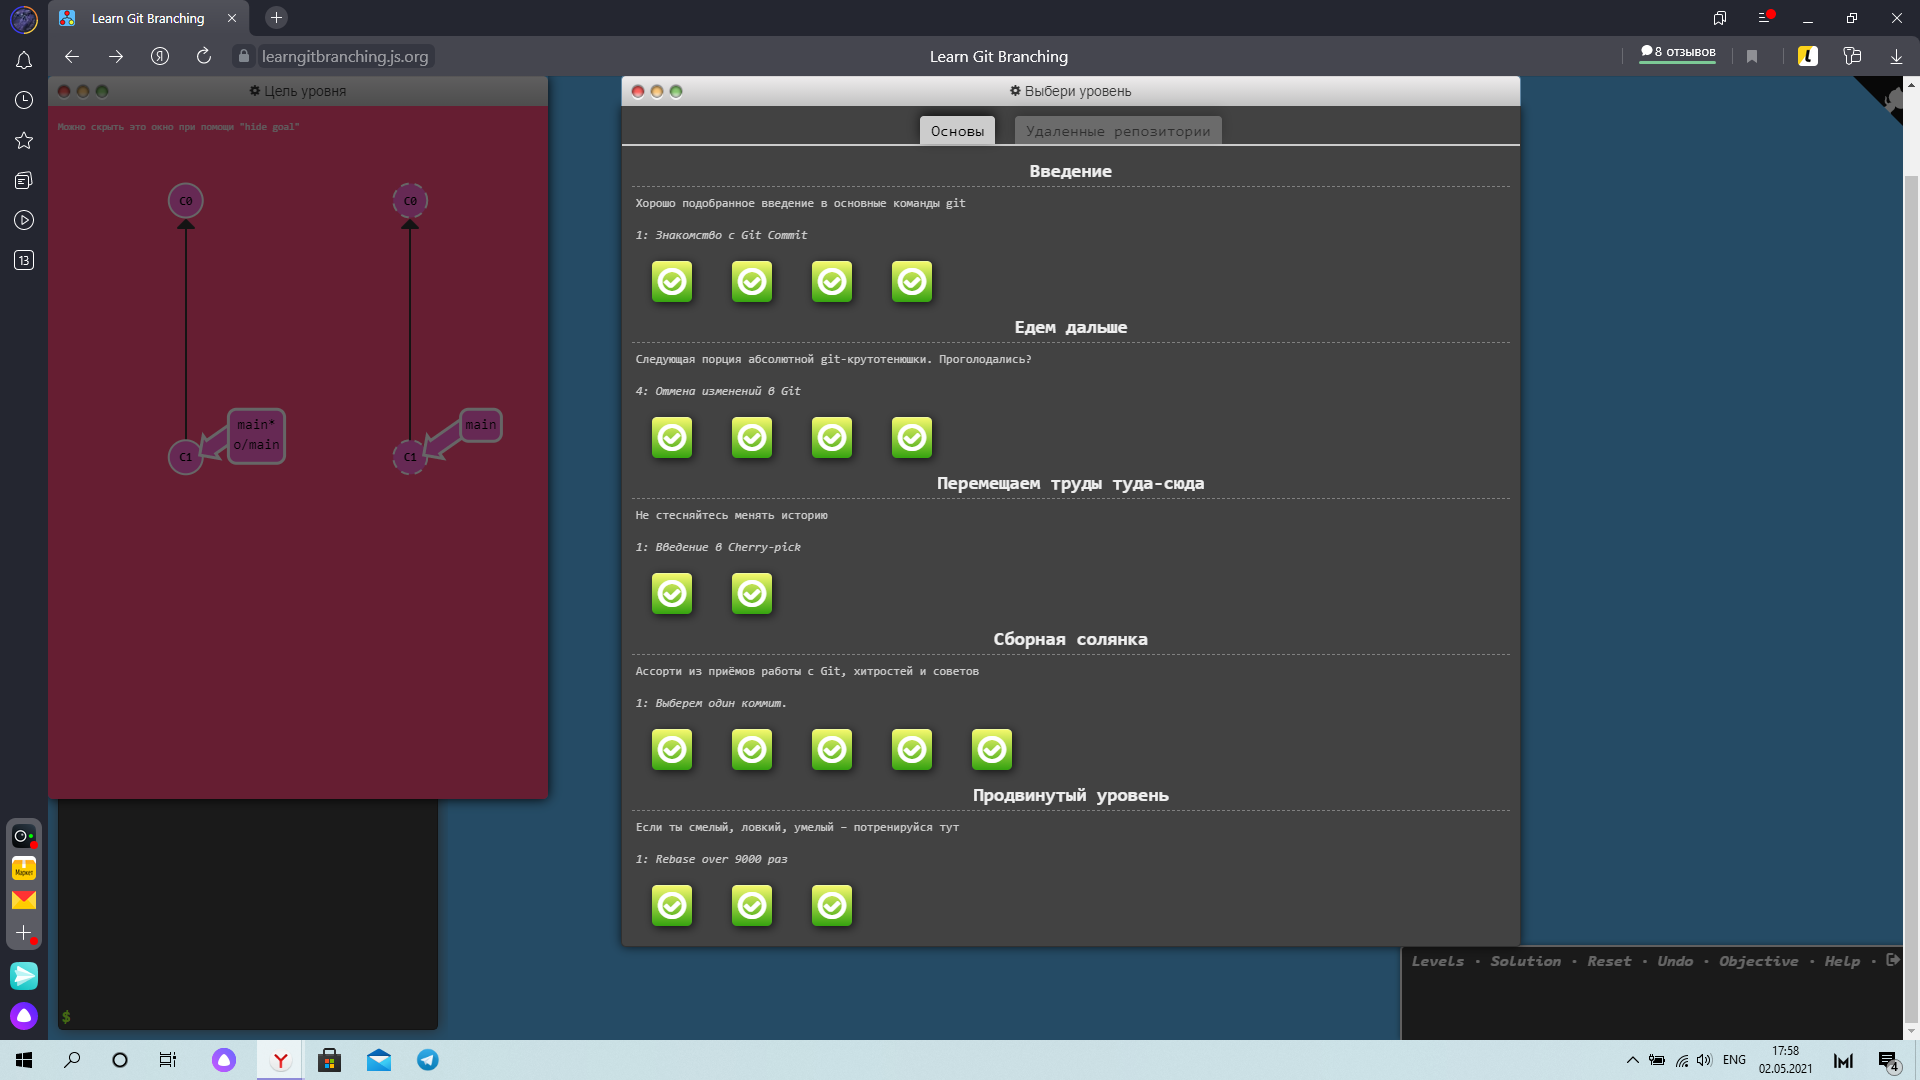 Learn Git Branching
learngitbranching.js.org
Learn Git Branching
8 отзывов
13
Маркет
Цель уровня
Можно скрыть это окно при помощи "hide goal"
C0
C0
main*
o/main
main
C1
C1
$
Выбери уровень
Основы
Удаленные репозитории
Введение
Хорошо подобранное введение в основные команды git
1: Знакомство с Git Commit
Едем дальше
Следующая порция абсолютной git-крутотенюшки. Проголодались?
4: Отмена изменений в Git
Перемещаем труды туда-сюда
Не стесняйтесь менять историю
1: Введение в Cherry-pick
Сборная солянка
Ассорти из приёмов работы с Git, хитростей и советов
1: Выберем один коммит.
Продвинутый уровень
Если ты смелый, ловкий, умелый – потренируйся тут
1: Rebase over 9000 раз
Levels · Solution · Reset · Undo · Objective · Help ·
ENG
17:58
02.05.2021
4